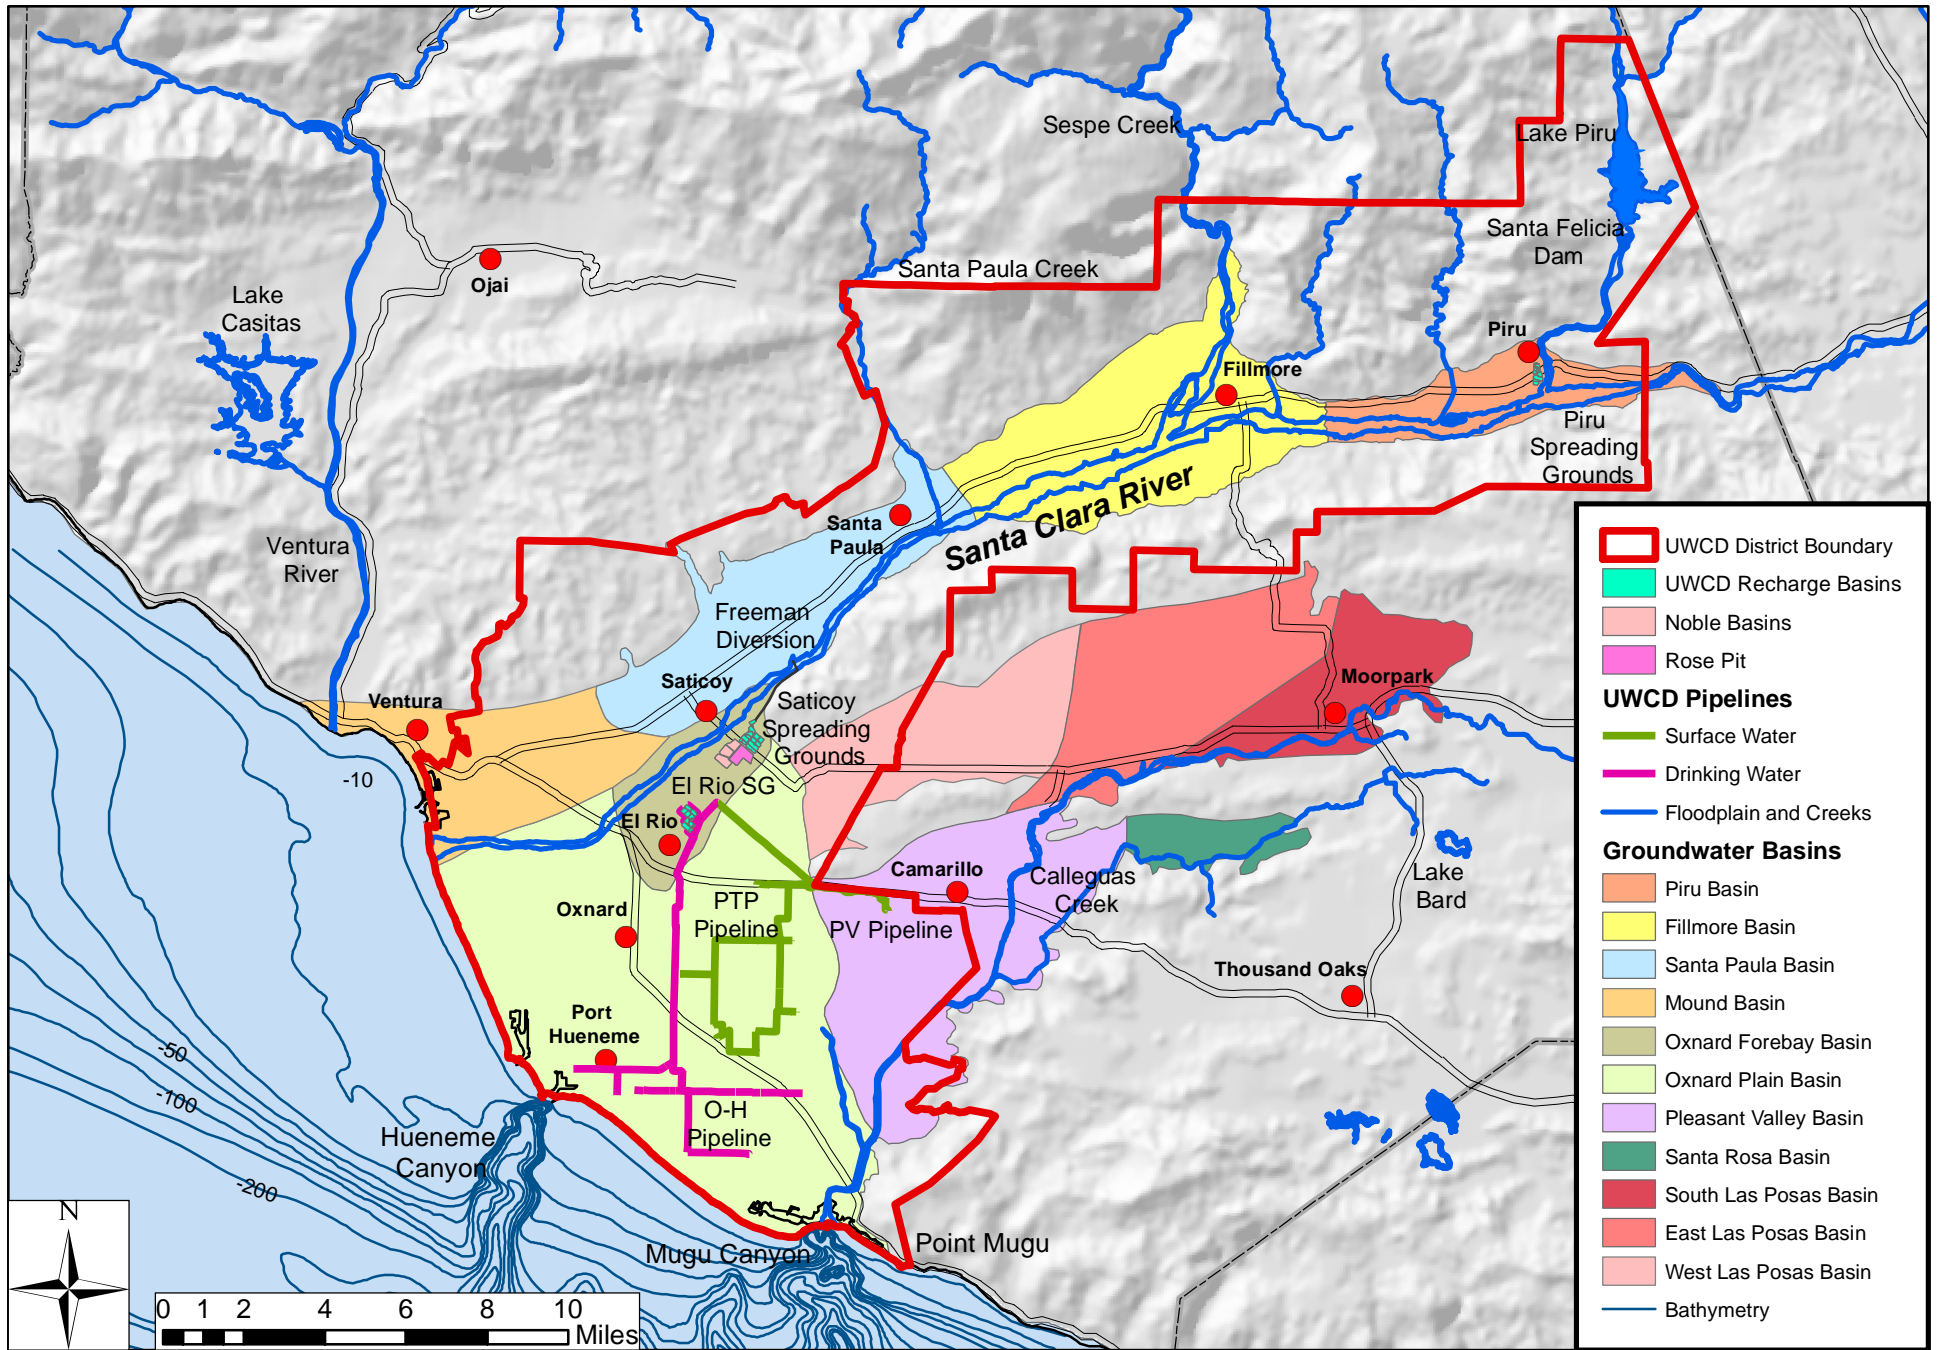 Sespe Creek
Lake Piru
Santa Felicia
Dam
Santa Paula Creek
Ojai
Lake
Casitas
Piru
Fillmore
Piru
Spreading
Grounds
Santa Clara River
Santa
Paula
Ventura
River
Freeman
Diversion
Saticoy
Ventura
Saticoy
Spreading
Grounds
Moorpark
-10
El Rio SG
El Rio
Camarillo
Calleguas
Creek
Lake
Bard
PTP
Pipeline
PV Pipeline
Oxnard
Thousand Oaks
Port
Hueneme
-50
-100
O-H
Pipeline
Hueneme
Canyon
-200
Mugu Canyon
Point Mugu
N
0 1 2 4 6 8 10
Miles
UWCD District Boundary
UWCD Recharge Basins
Noble Basins
Rose Pit
UWCD Pipelines
Surface Water
Drinking Water
Floodplain and Creeks
Groundwater Basins
Piru Basin
Fillmore Basin
Santa Paula Basin
Mound Basin
Oxnard Forebay Basin
Oxnard Plain Basin
Pleasant Valley Basin
Santa Rosa Basin
South Las Posas Basin
East Las Posas Basin
West Las Posas Basin
Bathymetry